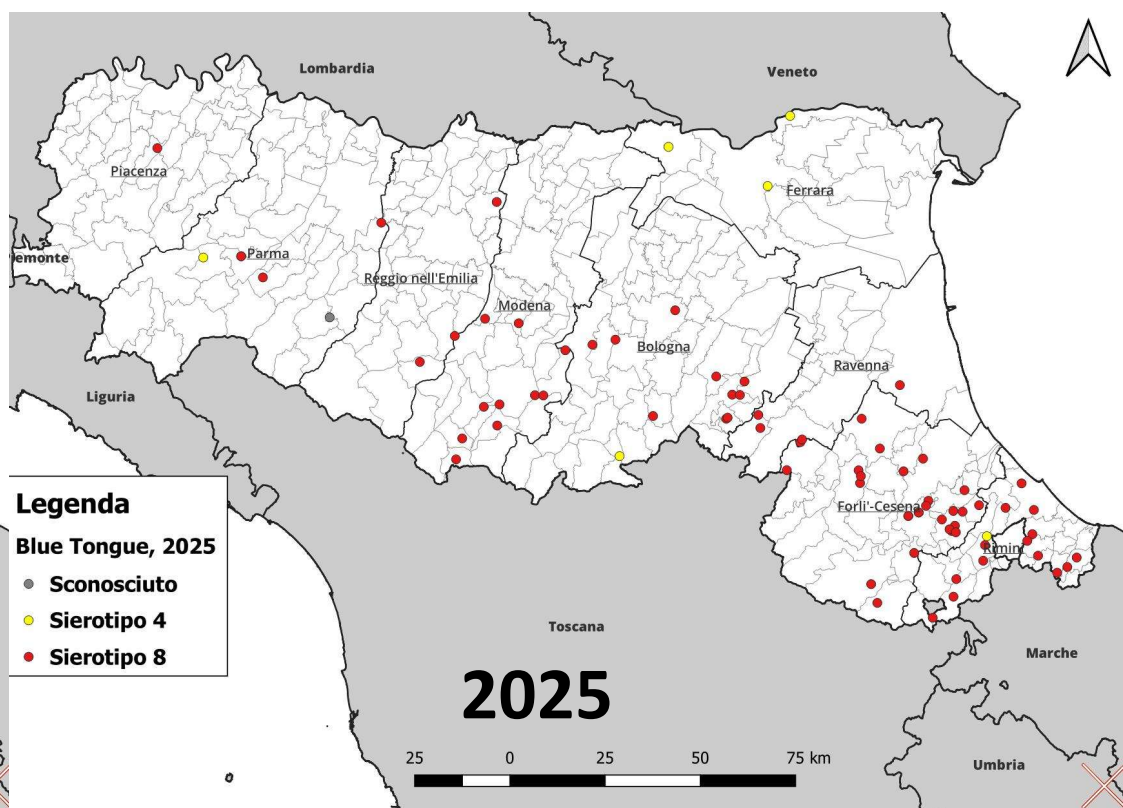 Lombardia
Veneto
Piacenza
Ferrara
emonte
Parma
Reggio nell'Emilia
Modena
Bologna
Ravenna
Liguria
Legenda
Blue Tongue, 2025
Sconosciuto
Sierotipo 4
Sierotipo 8
Forli'-Cesena
Rimini
Toscana
Marche
2025
25 0 25 50 75 km
Umbria